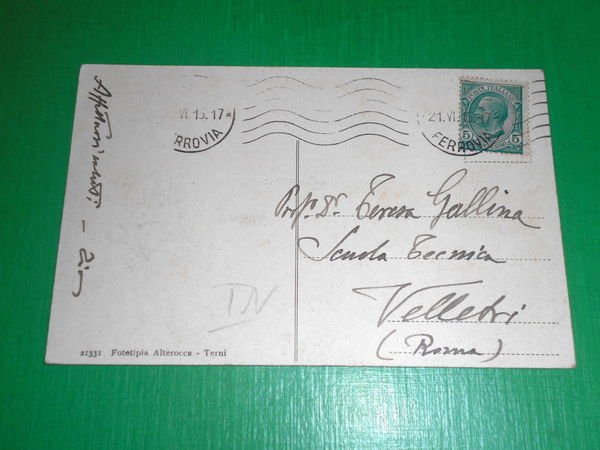 VI.15.17*
FERROVIA
21.VI.
FERROVIA
POSTE ITALIANE
5 5
Prof. Dr. Teresa Gallina
Scuola Tecnica
Velletri
(Roma)
TN
21331 Fototipia Alterocca - Terni